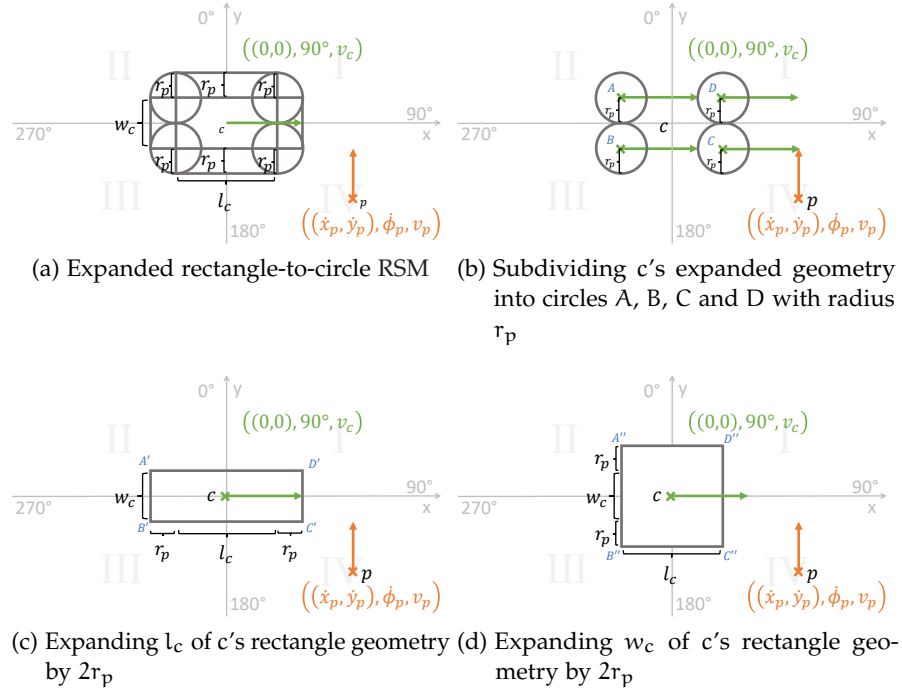 0° y
((0,0), 90°, v_c)
II I
r_p r_p r_p
w_c c 90°
270° x
r_p r_p r_p
III l_c IV p
((ẋ_p, ẏ_p), ϕ̇_p, v_p)
180°
(a) Expanded rectangle-to-circle RSM
0° y
((0,0), 90°, v_c)
II I
A D
r_p r_p
c 90°
270° x
B C
r_p r_p
III IV p
((ẋ_p, ẏ_p), ϕ̇_p, v_p)
180°
(b) Subdividing c's expanded geometry
into circles A, B, C and D with radius
r_p
0° y
((0,0), 90°, v_c)
II I
A′ D′
w_c c 90°
270° x
B′ C′
r_p l_c r_p
III IV p
((ẋ_p, ẏ_p), ϕ̇_p, v_p)
180°
(c) Expanding l_c of c's rectangle geometry
by 2r_p
0° y
((0,0), 90°, v_c)
II I
A″ D″
r_p
w_c c 90°
270° x
r_p
B″ C″
III l_c IV p
((ẋ_p, ẏ_p), ϕ̇_p, v_p)
180°
(d) Expanding w_c of c's rectangle geo-
metry by 2r_p